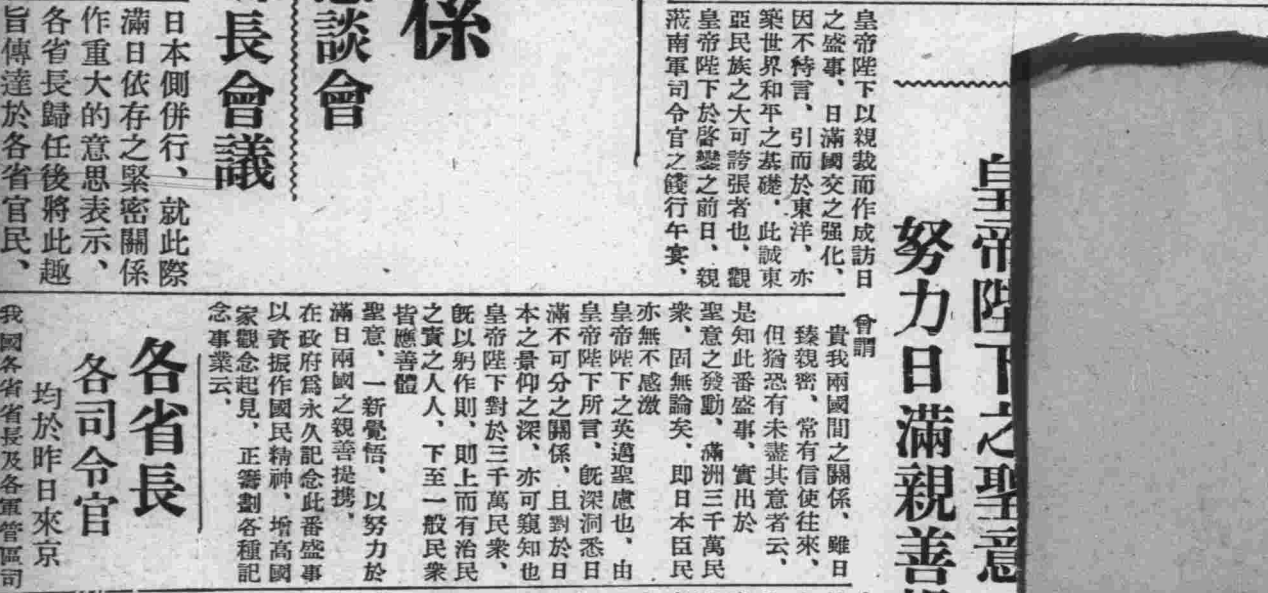 皇帝陛下之聖意
努力日滿親善
皇帝陛下以親裁而作成訪日
之盛事、日滿國交之强化、
因不待言、引而於東洋、亦
築世界和平之基礎、此誠東
亞民族之大可誇張者也、觀
皇帝陛下於啓鑾之前日、親
蒞南軍司令官之餞行午宴、
曾謂
貴我兩國間之關係、雖日
臻親密、常有信使往來、
但猶恐有未盡其意者云、
是知此番盛事、實出於
聖意之發動、滿洲三千萬民
衆、固無論矣、即日本臣民
亦無不感激
皇帝陛下之英邁聖慮也、由
皇帝陛下所言、旣深洞悉日
滿不可分之關係、且對於日
本之景仰之深、亦可窺知也
皇帝陛下對於三千萬民衆、
旣以躬作則、則上而有治民
之責之人人、下至一般民衆
皆應善體
聖意、一新覺悟、以努力於
滿日兩國之親善提携、
在政府爲永久記念此番盛事
以資振作國民精神、增高國
家觀念起見、正籌劃各種記
念事業云、
係
談會
長會議
日本側併行、就此際
滿日依存之緊密關係
作重大的意思表示、
各省長歸任後將此趣
旨傳達於各省官民、
各省長
各司令官
均於昨日來京
我國各省省長及各軍管區司